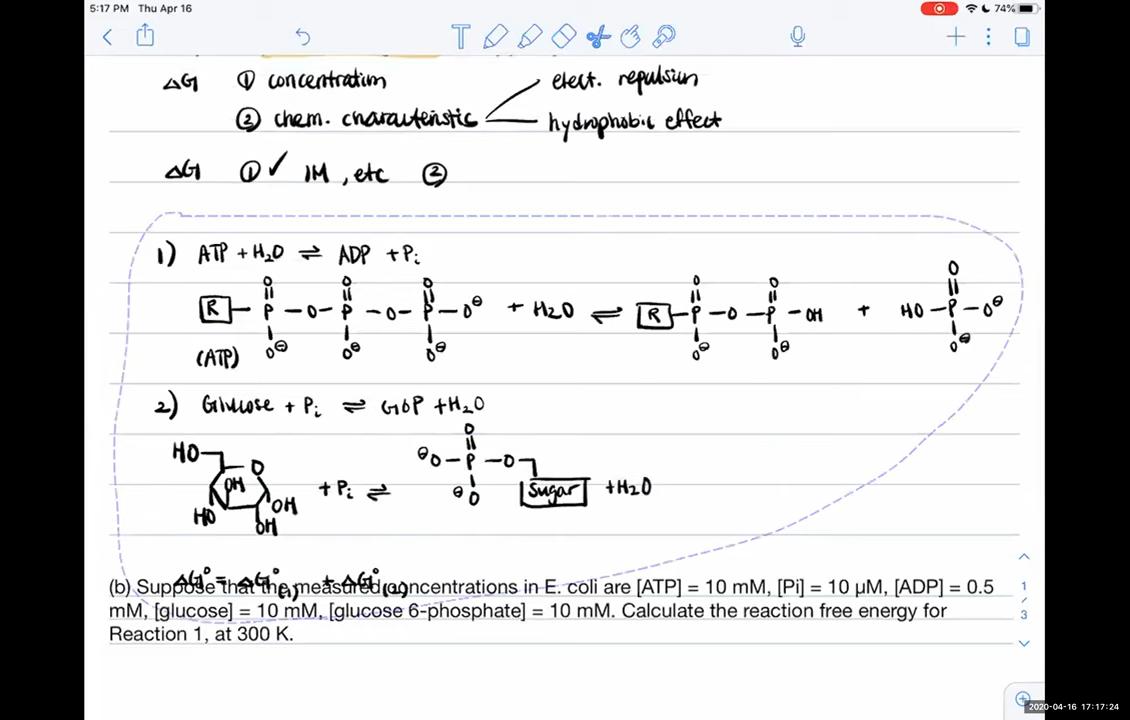 5:17 PM Thu Apr 16
74%
ΔG ① concentration elect. repulsion
② chem. characteristic hydrophobic effect
ΔG ① ✓ 1M, etc ②
1) ATP + H₂O ⇌ ADP + Pi
O O O O O O
R - P - O - P - O - P - O⊖ + H₂O ⇌ R - P - O - P - OH + HO - P - O⊖
(ATP) O⊖ O⊖ O⊖ O⊖ O⊖ O⊖
2) Glucose + Pi ⇌ G6P + H₂O
HO O OH HO OH OH + Pi ⇌ ⊖O - P - O O ⊖O Sugar + H₂O
ΔG° = ΔG°(1) + ΔG°(2)
(b) Suppose that the measured concentrations in E. coli are [ATP] = 10 mM, [Pi] = 10 µM, [ADP] = 0.5
mM, [glucose] = 10 mM, [glucose 6-phosphate] = 10 mM. Calculate the reaction free energy for
Reaction 1, at 300 K.
1
/
3
2020-04-16 17:17:24